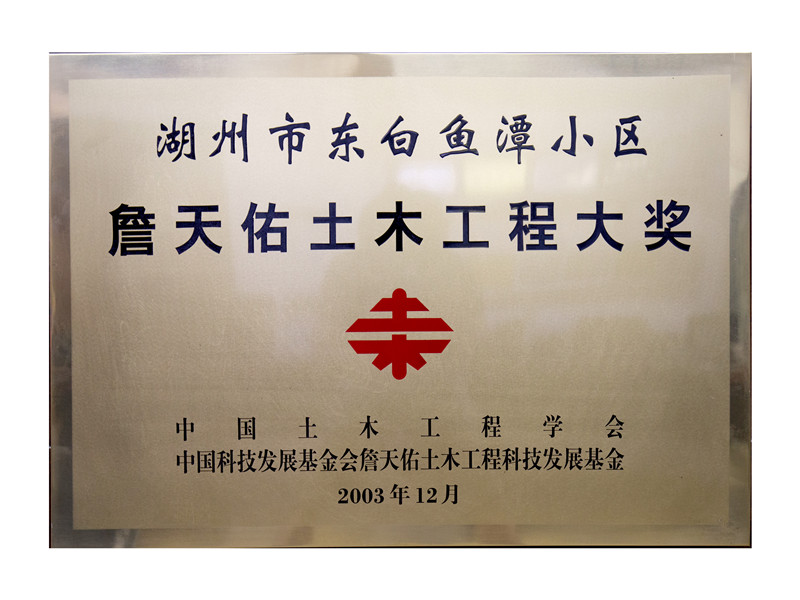 湖州市东白鱼潭小区
詹天佑土木工程大奖
中国土木工程学会
中国科技发展基金会詹天佑土木工程科技发展基金
2003年12月